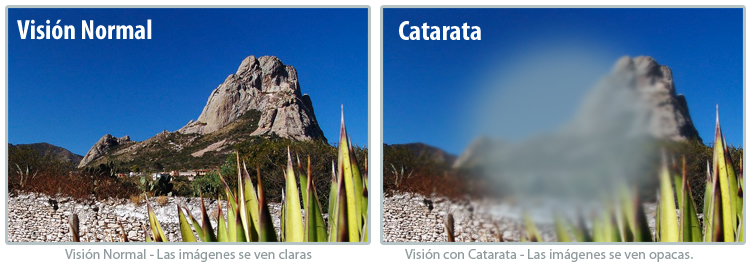 Visión Normal
Catarata
Visión Normal - Las imágenes se ven claras
Visión con Catarata - Las imágenes se ven opacas.